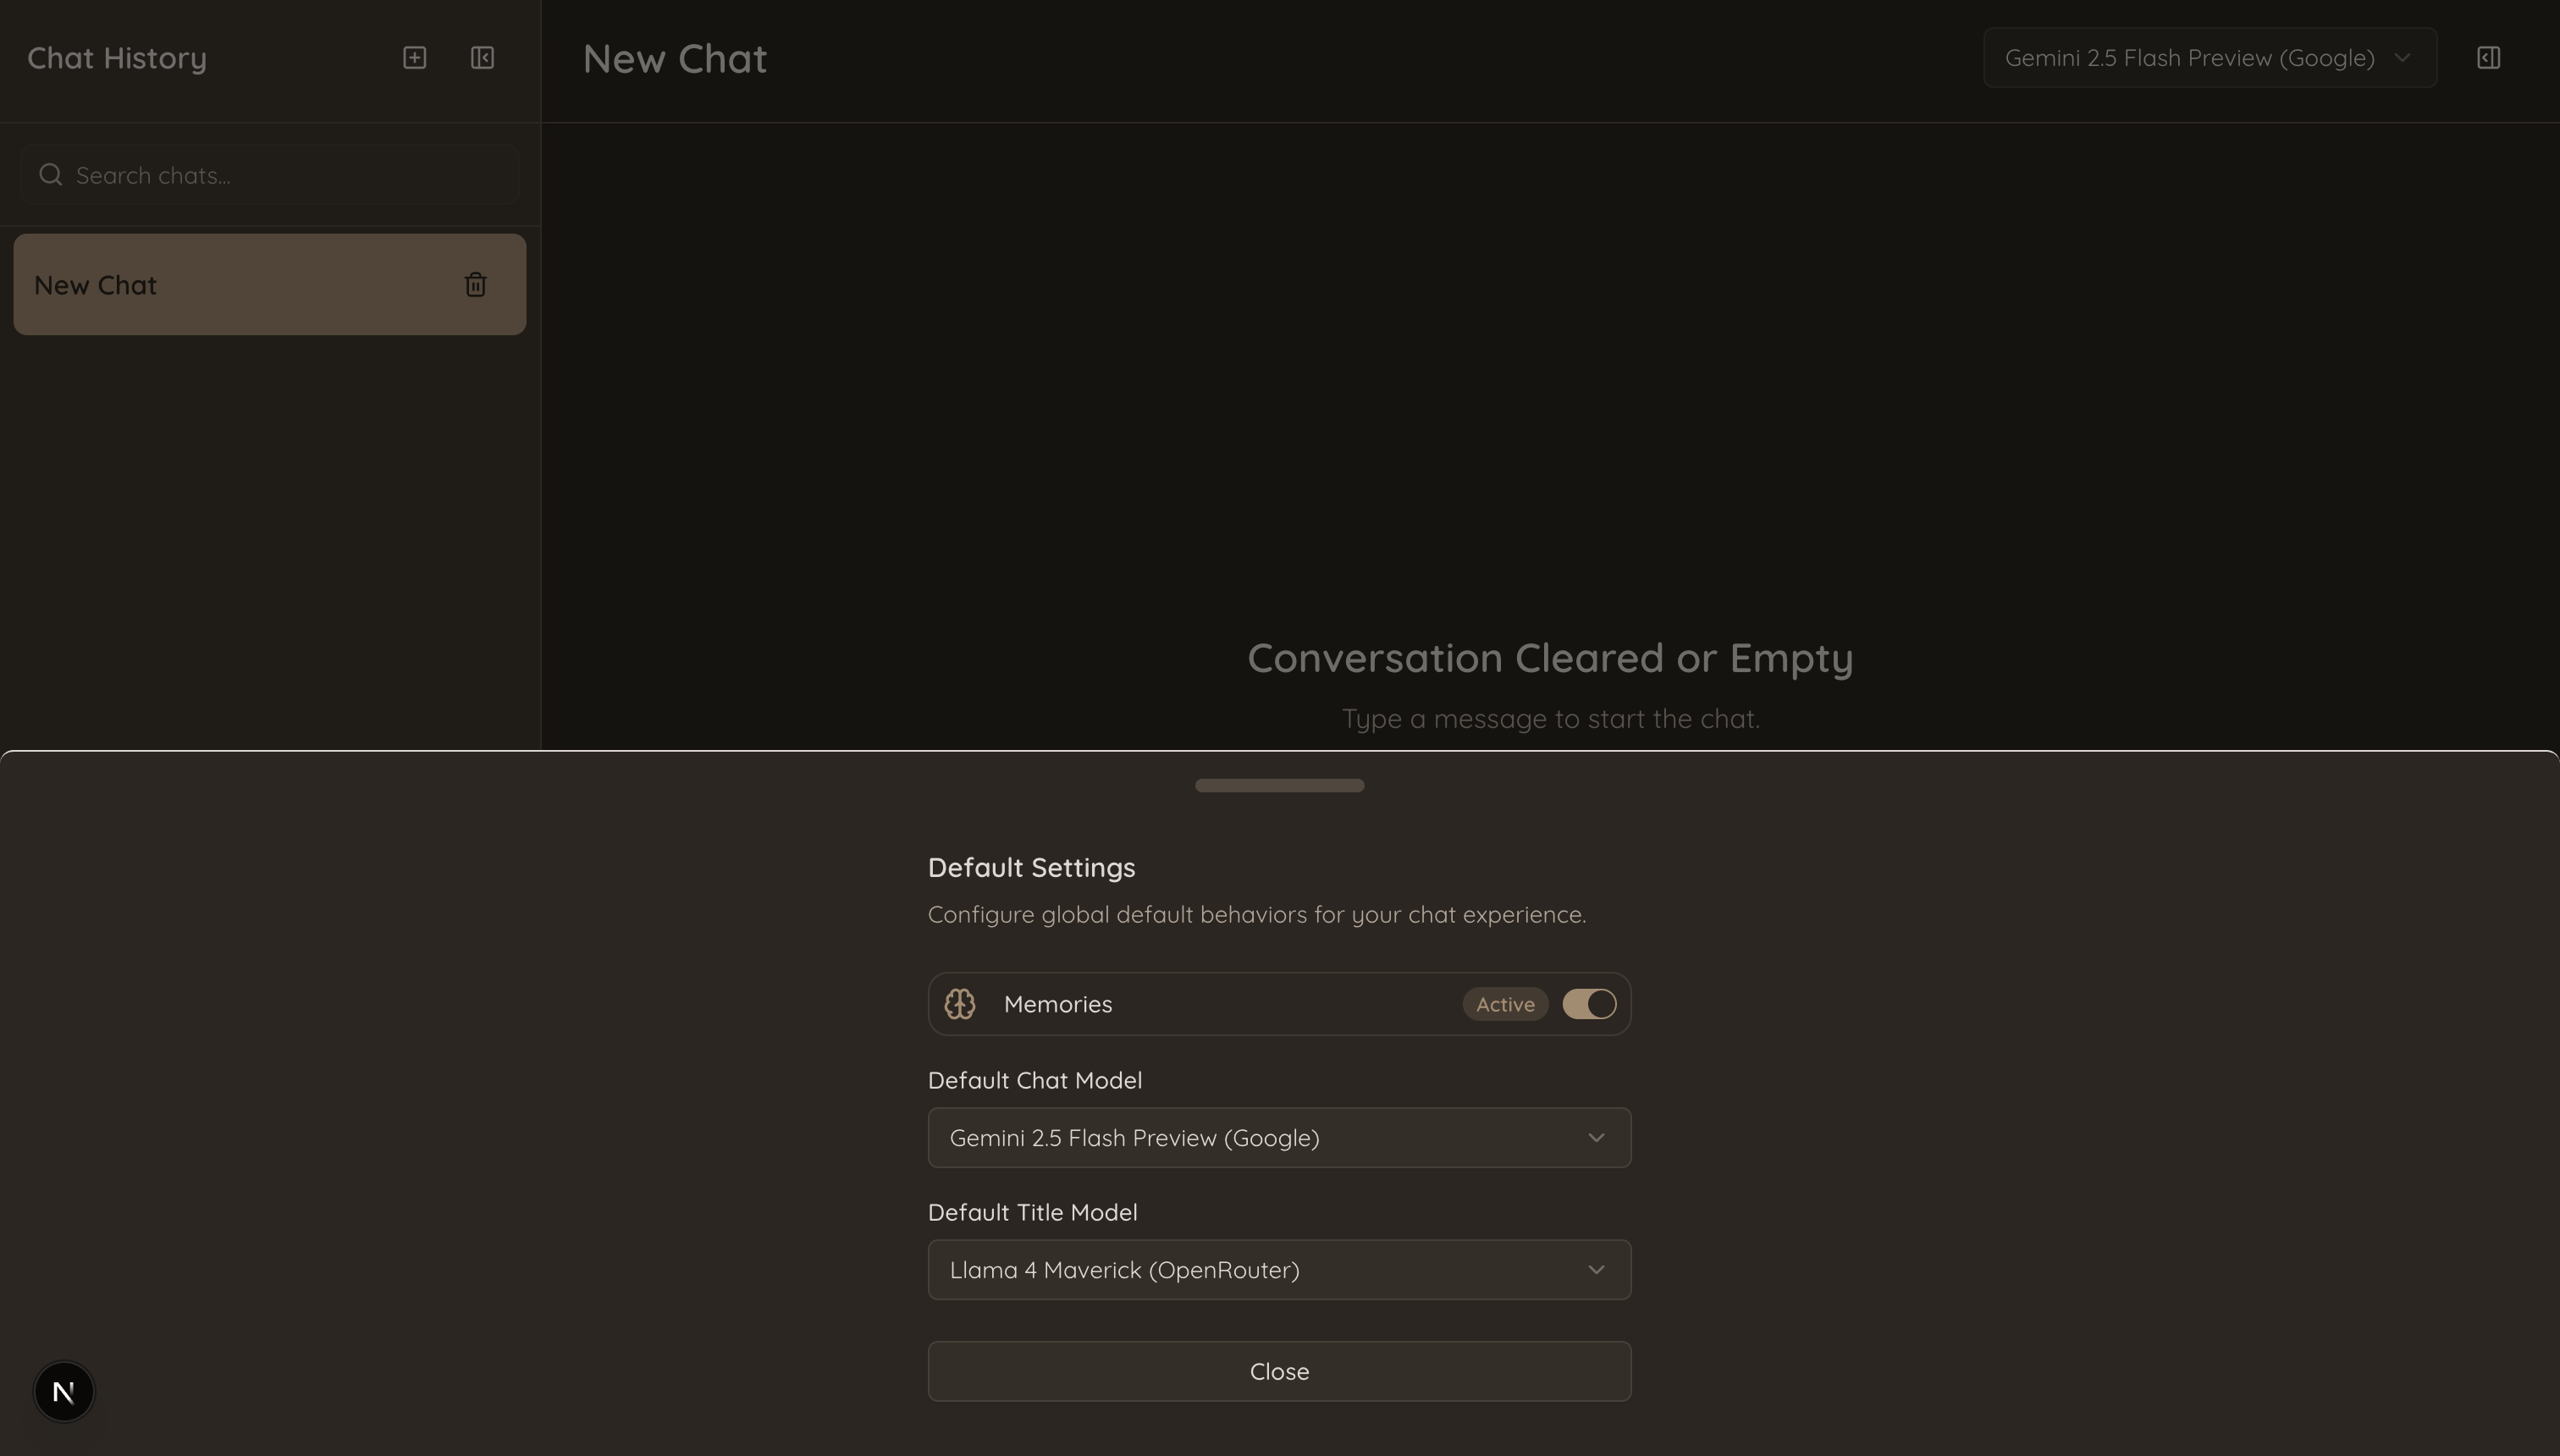 Chat History
New Chat
Gemini 2.5 Flash Preview (Google)
Search chats...
New Chat
Conversation Cleared or Empty
Type a message to start the chat.
Default Settings
Configure global default behaviors for your chat experience.
Memories
Active
Default Chat Model
Gemini 2.5 Flash Preview (Google)
Default Title Model
Llama 4 Maverick (OpenRouter)
Close
N